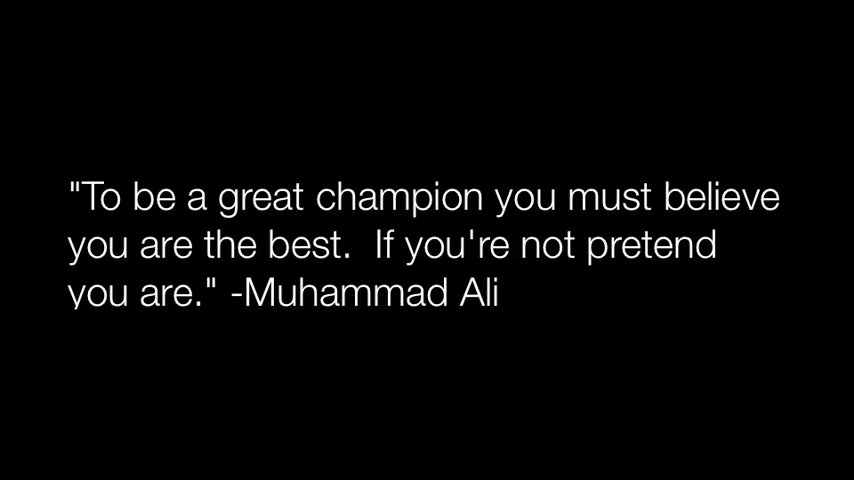 "To be a great champion you must believe
you are the best.  If you're not pretend
you are." -Muhammad Ali